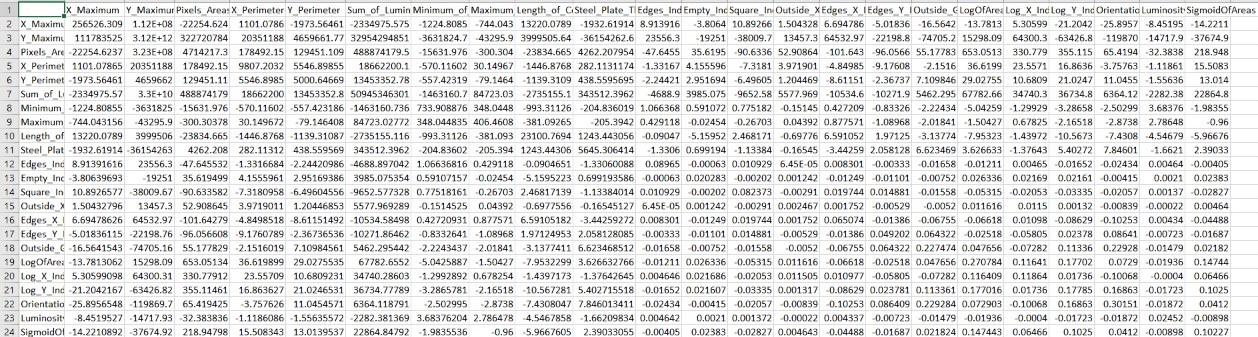 1 X_Maximum Y_Maximur Pixels_Area X_Perimeter Y_Perimeter Sum_of_Lumin Minimum_of Maximum Length_of_C Steel_Plate_T Edges_Ind Empty_Ind Square_In Outside_X Edges_X_I Edges_Y_I Outside_G LogOfArea Log_X_Ind Log_Y_Ind Orientatio Luminosit SigmoidOfAreas
2 X_Maximu 256526.309 1.12E+08 -22254.624 1101.0786 -1973.56461 -2334975.575 -1224.8085 -744.043 13220.0789 -1932.61914 8.913916 -3.8064 10.89266 1.504328 6.694786 -5.01836 -16.5642 -13.7813 5.30599 -21.2042 -25.8957 -8.45195 -14.2211
3 Y_Maximu 111783525 3.12E+12 322720784 20351188 4659661.77 32954294851 -3631824.7 -43295.9 3999505.64 -36154262.6 23556.3 -19251 -38009.7 13457.3 64532.97 -22198.8 -74705.2 15298.09 64300.3 -63426.8 -119870 -14717.9 -37674.9
4 Pixels_Are -22254.6237 3.23E+08 4714217.3 178492.15 129451.109 488874179.5 -15631.976 -300.304 -23834.665 4262.207954 -47.6455 35.6195 -90.6336 52.90864 -101.643 -96.0566 55.17783 653.0513 330.779 355.115 65.4194 -32.3838 218.948
5 X_Perimet 1101.07865 20351188 178492.15 9807.2032 5546.89855 18662200.1 -570.11602 30.14967 -1446.8768 282.1131174 -1.33167 4.155596 -7.3181 3.971901 -4.84985 -9.17608 -2.1516 36.6199 23.5571 16.8636 -3.75763 -1.11861 15.5083
6 Y_Perimet -1973.56461 4659662 129451.11 5546.8985 5000.64669 13453352.78 -557.42319 -79.1464 -1139.3109 438.5595695 -2.24421 2.951694 -6.49605 1.204469 -8.61151 -2.36736 7.109846 29.02755 10.6809 21.0247 11.0455 -1.55636 13.014
7 Sum_of_Lu -2334975.57 3.3E+10 488874179 18662200 13453352.8 50945346301 -1463160.7 84723.03 -2735155.1 343512.3962 -4688.9 3985.075 -9652.58 5577.969 -10534.6 -10271.9 5462.295 67782.66 34740.3 36734.8 6364.12 -2282.38 22864.8
8 Minimum_ -1224.80855 -3631825 -15631.976 -570.11602 -557.423186 -1463160.736 733.908876 348.0448 -993.31126 -204.836019 1.066368 0.591072 0.775182 -0.15145 0.427209 -0.83326 -2.22434 -5.04259 -1.29929 -3.28658 -2.50299 3.68376 -1.98355
9 Maximum_ -744.043156 -43295.9 -300.30378 30.149672 -79.146408 84723.02772 348.044835 406.4608 -381.09265 -205.3942 0.429118 -0.02454 -0.26703 0.04392 0.877571 -1.08968 -2.01841 -1.50427 0.67825 -2.16518 -2.8738 2.78648 -0.96
10 Length_of 13220.0789 3999506 -23834.665 -1446.8768 -1139.31087 -2735155.116 -993.31126 -381.093 23100.7694 1243.443056 -0.09047 -5.15952 2.468171 -0.69776 6.591052 1.97125 -3.13774 -7.95323 -1.43972 -10.5673 -7.4308 -4.54679 -5.96676
11 Steel_Plat -1932.61914 -36154263 4262.208 282.11312 438.559569 343512.3962 -204.83602 -205.394 1243.44306 5645.306414 -1.3306 0.699194 -1.13384 -0.16545 -3.44259 2.058128 6.623469 3.626633 -1.37642 5.40272 7.84601 -1.6621 2.39033
12 Edges_Ind 8.91391616 23556.3 -47.645532 -1.3316684 -2.24420986 -4688.897042 1.06636816 0.429118 -0.0904651 -1.33060088 0.08965 -0.00063 0.010929 6.45E-05 0.008301 -0.00333 -0.01658 -0.01211 0.00465 -0.01652 -0.02434 0.00464 -0.00405
13 Empty_Ind -3.80639693 -19251 35.619499 4.1555961 2.95169386 3985.075354 0.59107157 -0.02454 -5.1595223 0.699193586 -0.00063 0.020283 -0.00202 0.001242 -0.01249 -0.01101 -0.00752 0.026336 0.02169 0.02161 -0.00415 0.0021 0.02383
14 Square_In 10.8926577 -38009.67 -90.633582 -7.3180958 -6.49604556 -9652.577328 0.77518161 -0.26703 2.46817139 -1.13384014 0.010929 -0.00202 0.082373 -0.00291 0.019744 0.014881 -0.01558 -0.05315 -0.02053 -0.03335 -0.02057 0.00137 -0.02827
15 Outside_X 1.50432796 13457.3 52.908645 3.9719011 1.20446853 5577.969289 -0.1514525 0.04392 -0.6977556 -0.16545127 6.45E-05 0.001242 -0.00291 0.002467 0.001752 -0.00529 -0.0052 0.011616 0.0115 0.00132 -0.00839 -0.00022 0.00464
16 Edges_X_I 6.69478626 64532.97 -101.64279 -4.8498518 -8.61151492 -10534.58498 0.42720931 0.877571 6.59105182 -3.44259272 0.008301 -0.01249 0.019744 0.001752 0.065074 -0.01386 -0.06755 -0.06618 0.01098 -0.08629 -0.10253 0.00434 -0.04488
17 Edges_Y_I -5.01836115 -22198.76 -96.056608 -9.1760789 -2.36736536 -10271.86462 -0.8332641 -1.08968 1.97124953 2.058128085 -0.00333 -0.01101 0.014881 -0.00529 -0.01386 0.049202 0.064322 -0.02518 -0.05805 0.02378 0.08641 -0.00723 -0.01687
18 Outside_G -16.5641543 -74705.16 55.177829 -2.1516019 7.10984561 5462.295442 -2.2243437 -2.01841 -3.1377411 6.623468512 -0.01658 -0.00752 -0.01558 -0.0052 -0.06755 0.064322 0.227474 0.047656 -0.07282 0.11336 0.22928 -0.01479 0.02182
19 LogOfArea -13.7813062 15298.09 653.05134 36.619899 29.0275535 67782.6552 -5.0425887 -1.50427 -7.9532299 3.626632766 -0.01211 0.026336 -0.05315 0.011616 -0.06618 -0.02518 0.047656 0.270784 0.11641 0.17702 0.0729 -0.01936 0.14744
20 Log_X_Ind 5.30599098 64300.31 330.77912 23.55709 10.6809231 34740.28603 -1.2992892 0.678254 -1.4397173 -1.37642645 0.004646 0.021686 -0.02053 0.011505 0.010977 -0.05805 -0.07282 0.116409 0.11864 0.01736 -0.10068 -0.0004 0.06466
21 Log_Y_Ind -21.2042167 -63426.82 355.11461 16.863627 21.0246531 36734.77789 -3.2865781 -2.16518 -10.567281 5.402715518 -0.01652 0.021607 -0.03335 0.001317 -0.08629 0.023781 0.113361 0.177016 0.01736 0.17785 0.16863 -0.01723 0.1025
22 Orientatio -25.8956548 -119869.7 65.419425 -3.757626 11.0454571 6364.118791 -2.502995 -2.8738 -7.4308047 7.846013411 -0.02434 -0.00415 -0.02057 -0.00839 -0.10253 0.086409 0.229284 0.072903 -0.10068 0.16863 0.30151 -0.01872 0.0412
23 Luminosit -8.4519527 -14717.93 -32.383836 -1.1186086 -1.55635572 -2282.381369 3.68376204 2.786478 -4.5467858 -1.66209834 0.004642 0.0021 0.001372 -0.00022 0.004337 -0.00723 -0.01479 -0.01936 -0.0004 -0.01723 -0.01872 0.02452 -0.00898
24 SigmoidOf -14.2210892 -37674.92 218.94798 15.508343 13.0139537 22864.84792 -1.9835536 -0.96 -5.9667605 2.39033055 -0.00405 0.02383 -0.02827 0.004643 -0.04488 -0.01687 0.021824 0.147443 0.06466 0.1025 0.0412 -0.00898 0.10227